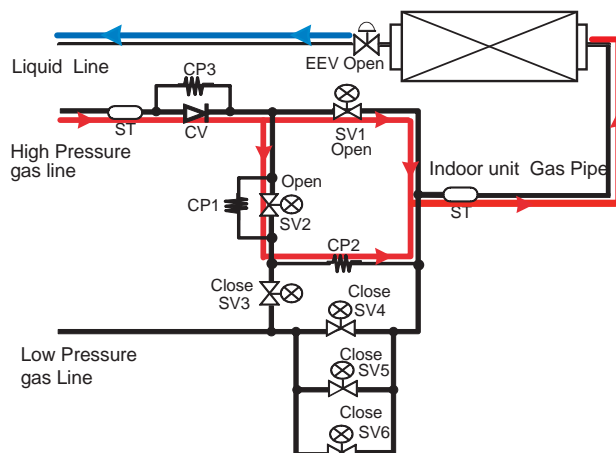 EEV Open
Liquid Line
CP3
ST
CV
SV1
Open
High Pressure
gas line
Open
Indoor unit Gas Pipe
ST
CP1
SV2
CP2
Close
SV3
Close
SV4
Low Pressure
gas Line
Close
SV5
Close
SV6